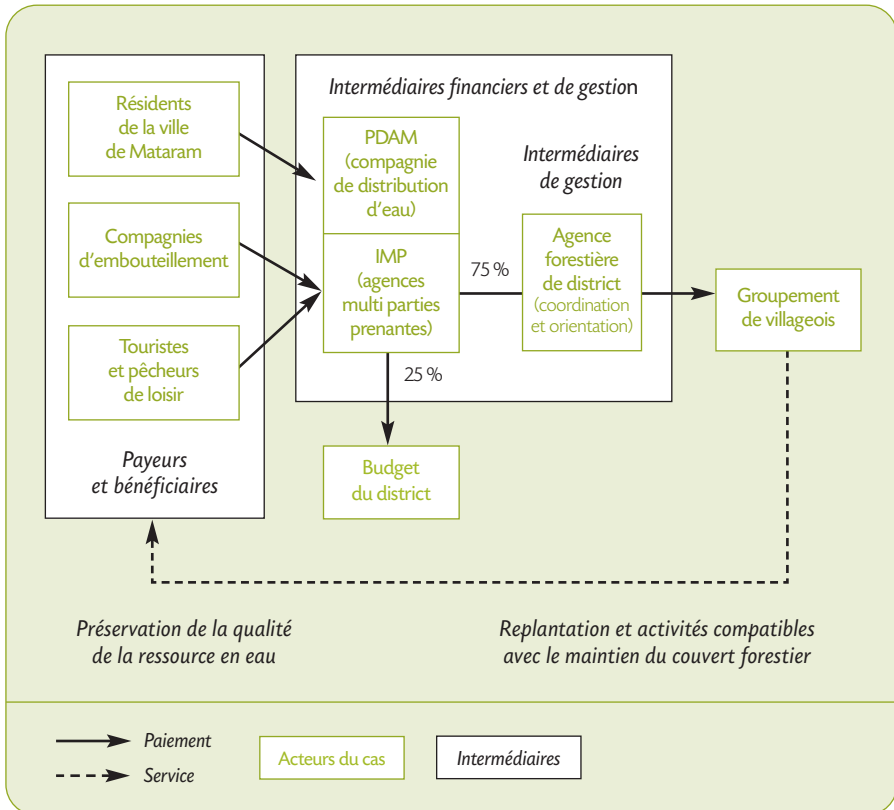 Résidents
de la ville
de Mataram
Compagnies
d'embouteillement
Touristes
et pêcheurs
de loisir
Payeurs
et bénéficiaires
Intermédiaires financiers et de gestion
PDAM
(compagnie
de distribution
d'eau)
IMP
(agences
multi parties
prenantes)
75 %
25 %
Intermédiaires
de gestion
Agence
forestière
de district
(coordination
et orientation)
Groupement
de villageois
Budget
du district
Préservation de la qualité
de la ressource en eau
Replantation et activités compatibles
avec le maintien du couvert forestier
Paiement
Service
Acteurs du cas
Intermédiaires